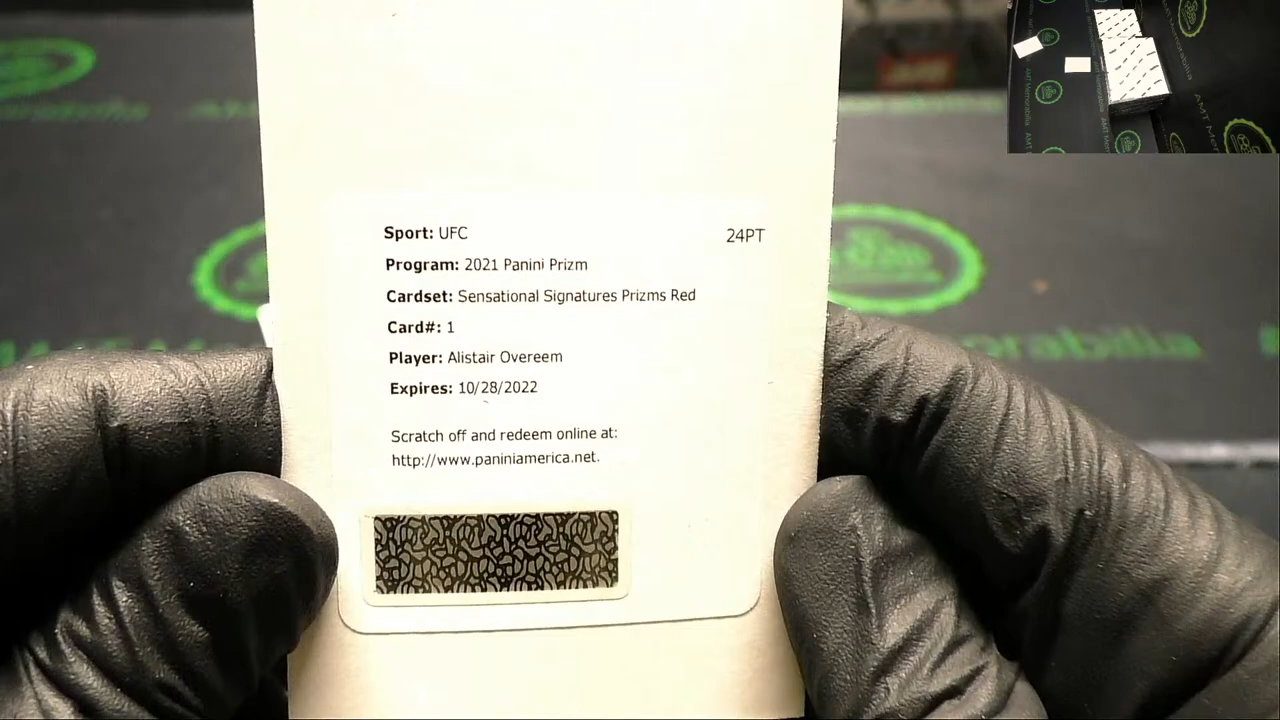 Sport: UFC 24PT
Program: 2021 Panini Prizm
Cardset: Sensational Signatures Prizms Red
Card#: 1
Player: Alistair Overeem
Expires: 10/28/2022
Scratch off and redeem online at:
http://www.paniniamerica.net.